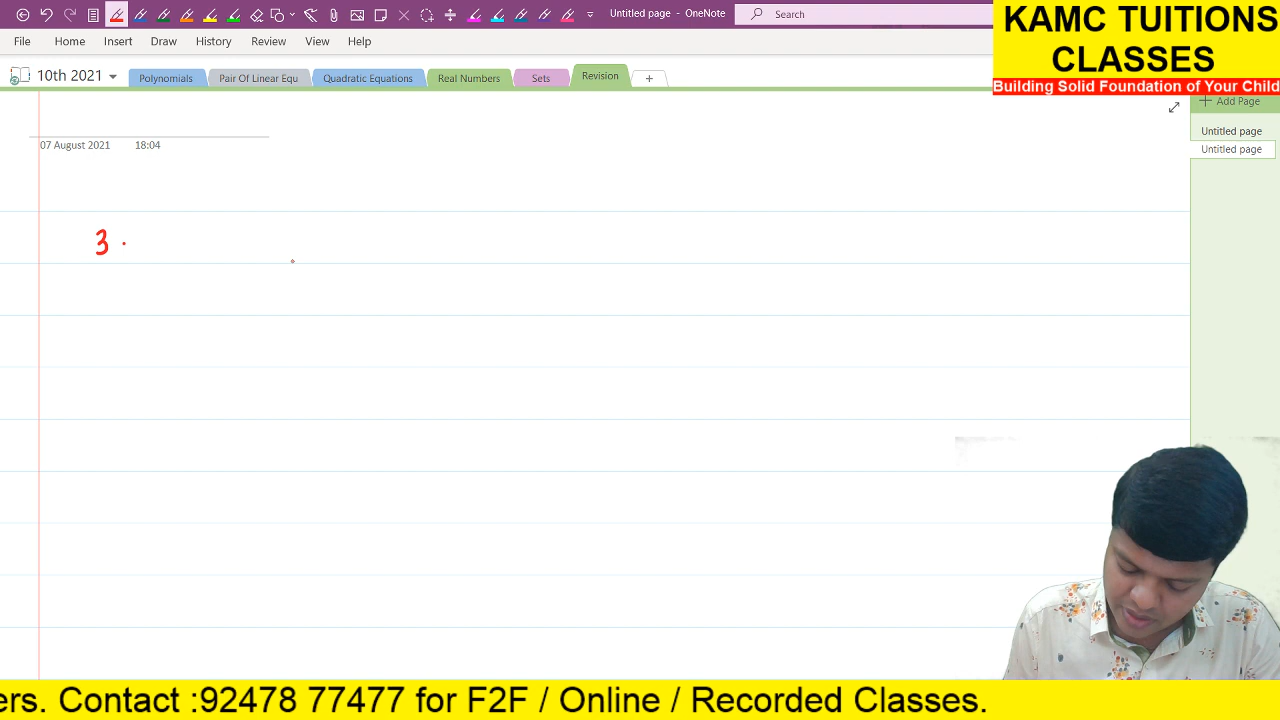 Untitled page - OneNote
Search
KAMC TUITIONS
CLASSES
Building Solid Foundation of Your Child
File Home Insert Draw History Review View Help
10th 2021
Polynomials
Pair Of Linear Equ
Quadratic Equations
Real Numbers
Sets
Revision
+
+ Add Page
Untitled page
Untitled page
07 August 2021 18:04
3 .
ers. Contact :92478 77477 for F2F / Online / Recorded Classes.